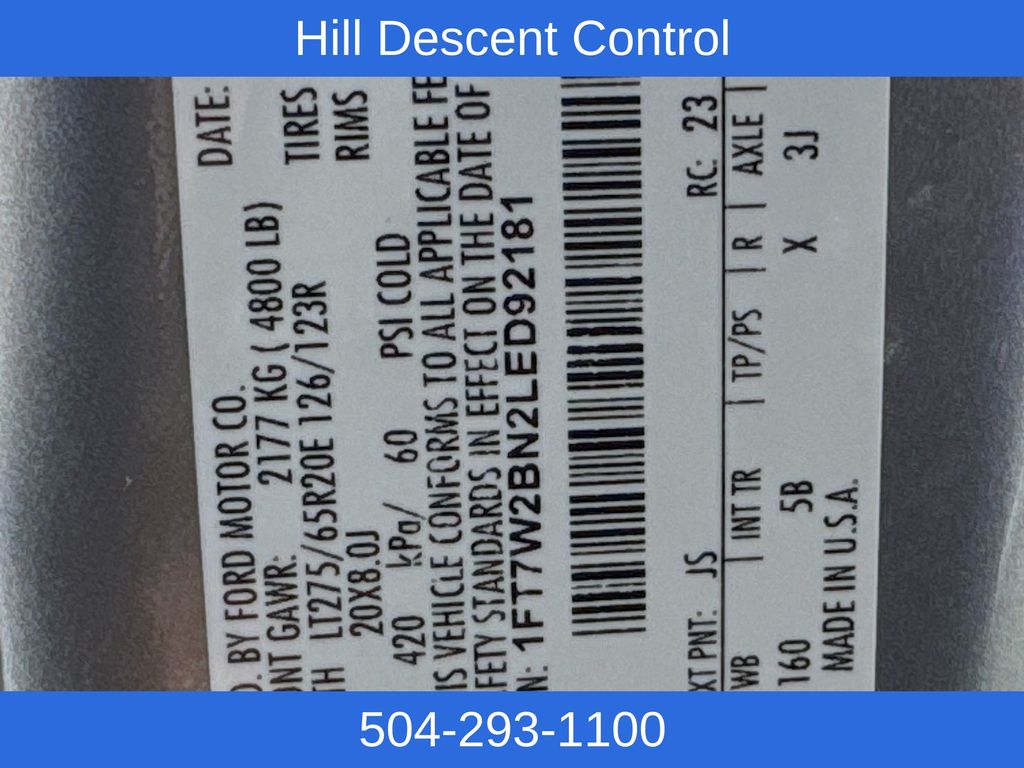 Hill Descent Control
D. BY FORD MOTOR CO. DATE:
ONT GAWR: 2177 KG ( 4800 LB)
TH LT275/65R20E 126/123R TIRES
20X8.0J RIMS
420 kPa/ 60 PSI COLD
IS VEHICLE CONFORMS TO ALL APPLICABLE FE
FETY STANDARDS IN EFFECT ON THE DATE OF
N: 1FT7W2BN2LED92181
XT PNT: JS RC: 23
WB | INT TR | TP/PS | R | AXLE |
160 5B X 3J
MADE IN U.S.A.
504-293-1100